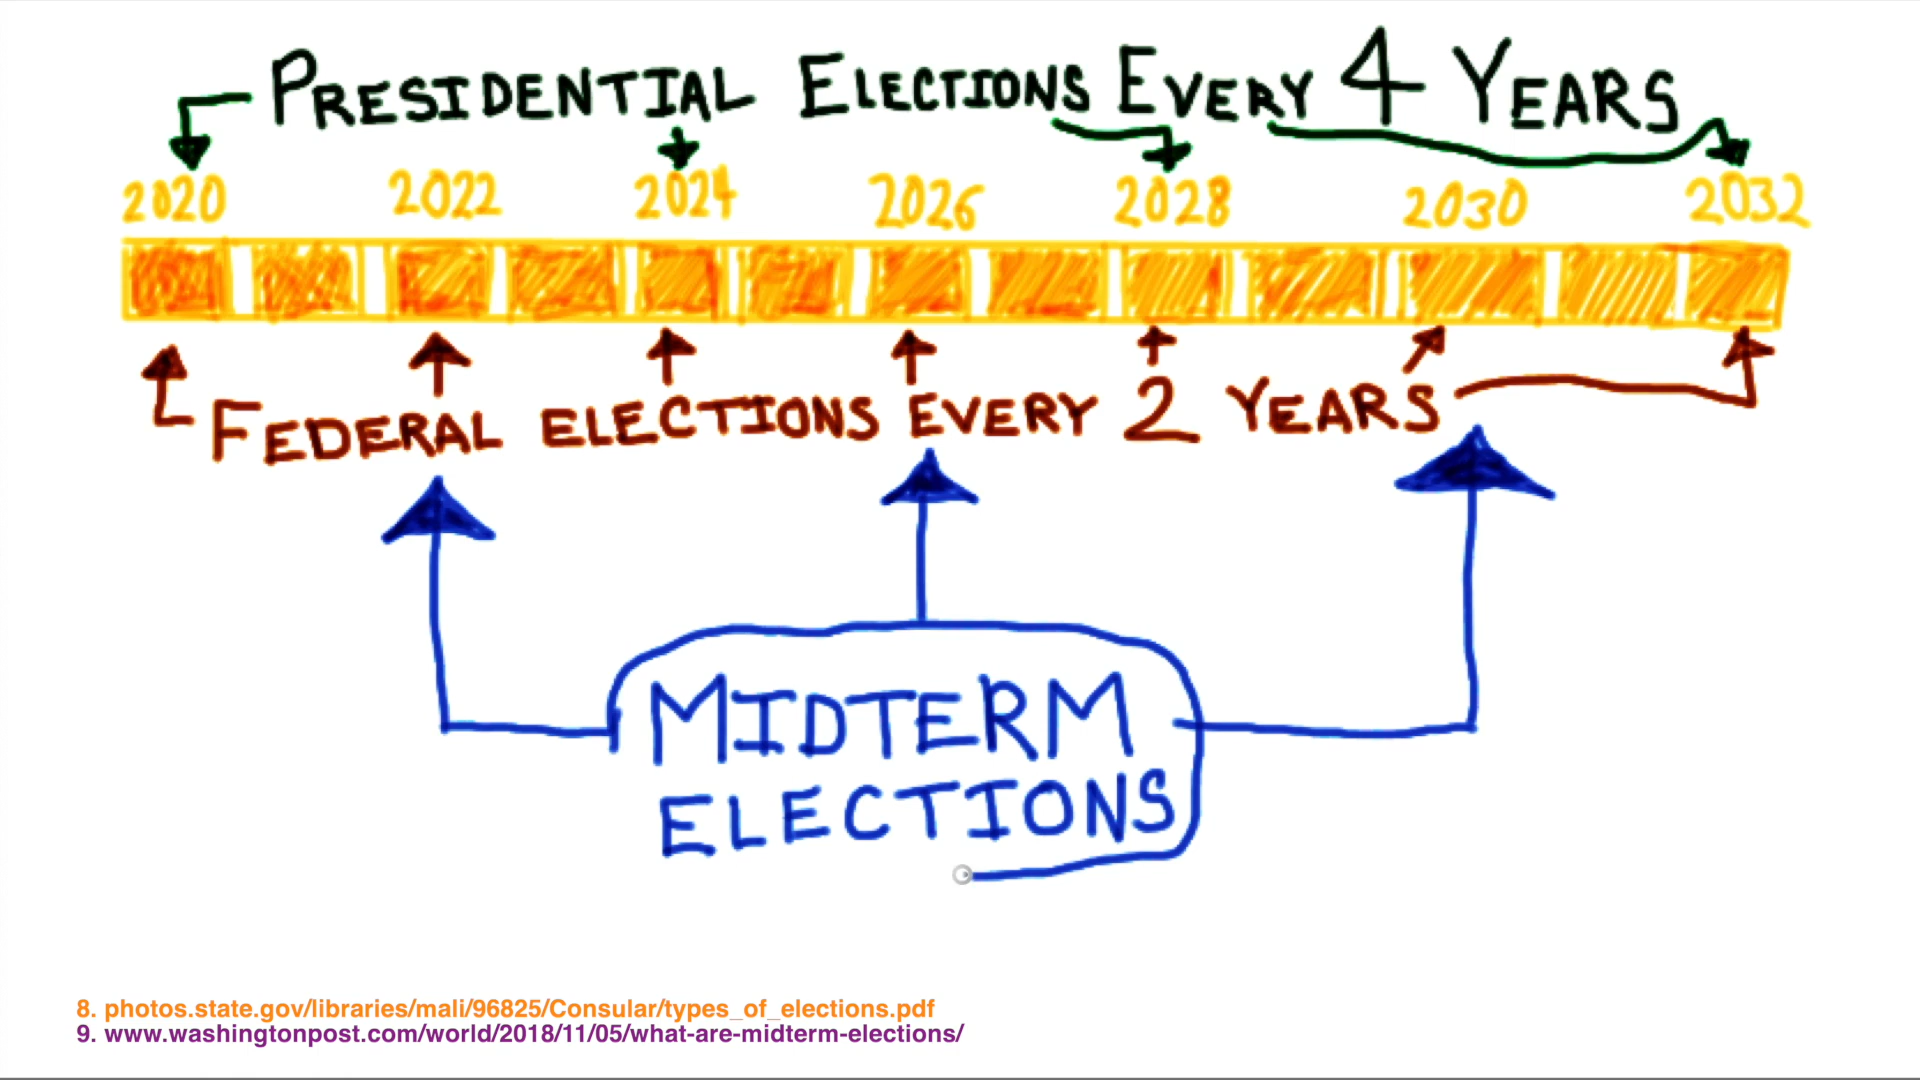 PRESIDENTIAL ELECTIONS EVERY 4 YEARS
2020 2022 2024 2026 2028 2030 2032
FEDERAL ELECTIONS EVERY 2 YEARS
MIDTERM
ELECTIONS
8. photos.state.gov/libraries/mali/96825/Consular/types_of_elections.pdf
9. www.washingtonpost.com/world/2018/11/05/what-are-midterm-elections/